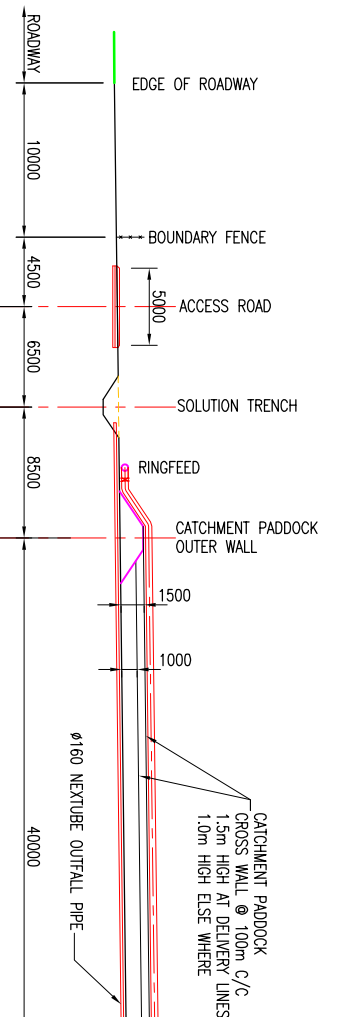 ROADWAY
EDGE OF ROADWAY
10000
BOUNDARY FENCE
4500
5000
ACCESS ROAD
6500
SOLUTION TRENCH
8500
RINGFEED
CATCHMENT PADDOCK
OUTER WALL
1500
1000
ø160 NEXTUBE OUTFALL PIPE
CATCHMENT PADDOCK
CROSS WALL @ 100m C/C
1.5m HIGH AT DELIVERY LINES
1.0m HIGH ELSE WHERE
40000